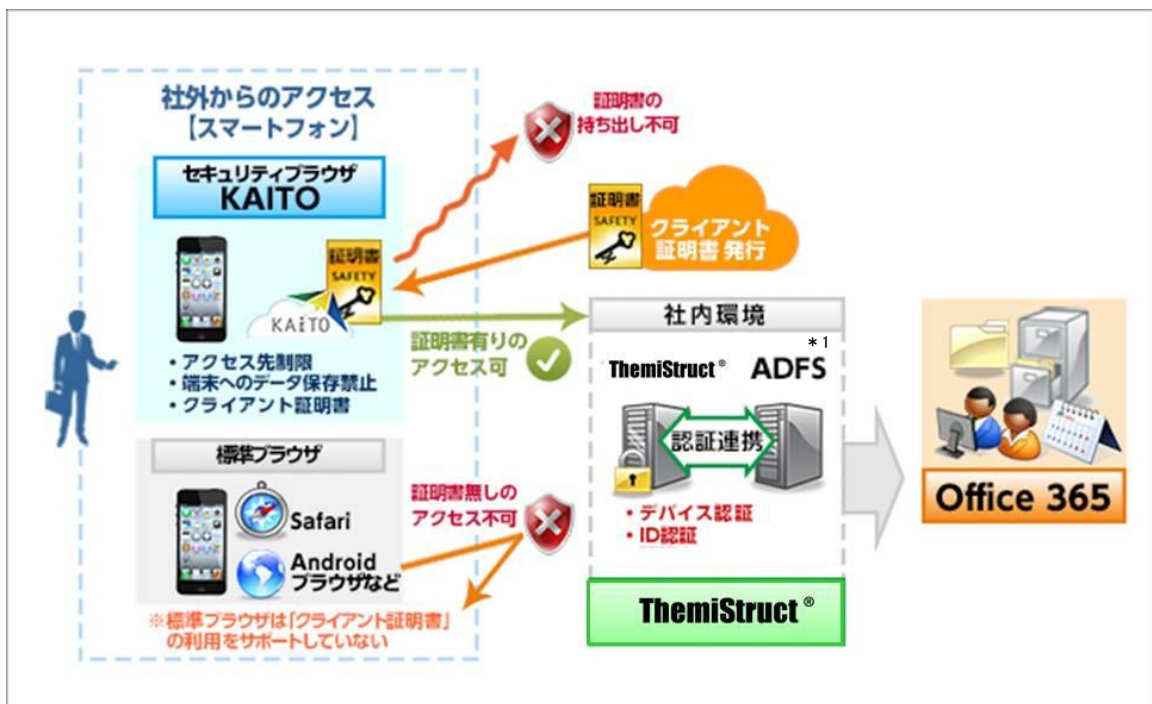 社外からのアクセス
【スマートフォン】
セキュリティブラウザ
KAITO
証明書
SAFETY
KAiTO
・アクセス先制限
・端末へのデータ保存禁止
・クライアント証明書
標準ブラウザ
Safari
Android
ブラウザなど
※標準ブラウザは「クライアント証明書」
の利用をサポートしていない
証明書の
持ち出し不可
証明書
SAFETY
クライアント
証明書 発行
証明書有りの
アクセス可
証明書無しの
アクセス不可
社内環境
*1
ThemiStruct® ADFS
認証連携
・デバイス認証
・ID認証
ThemiStruct®
Office 365